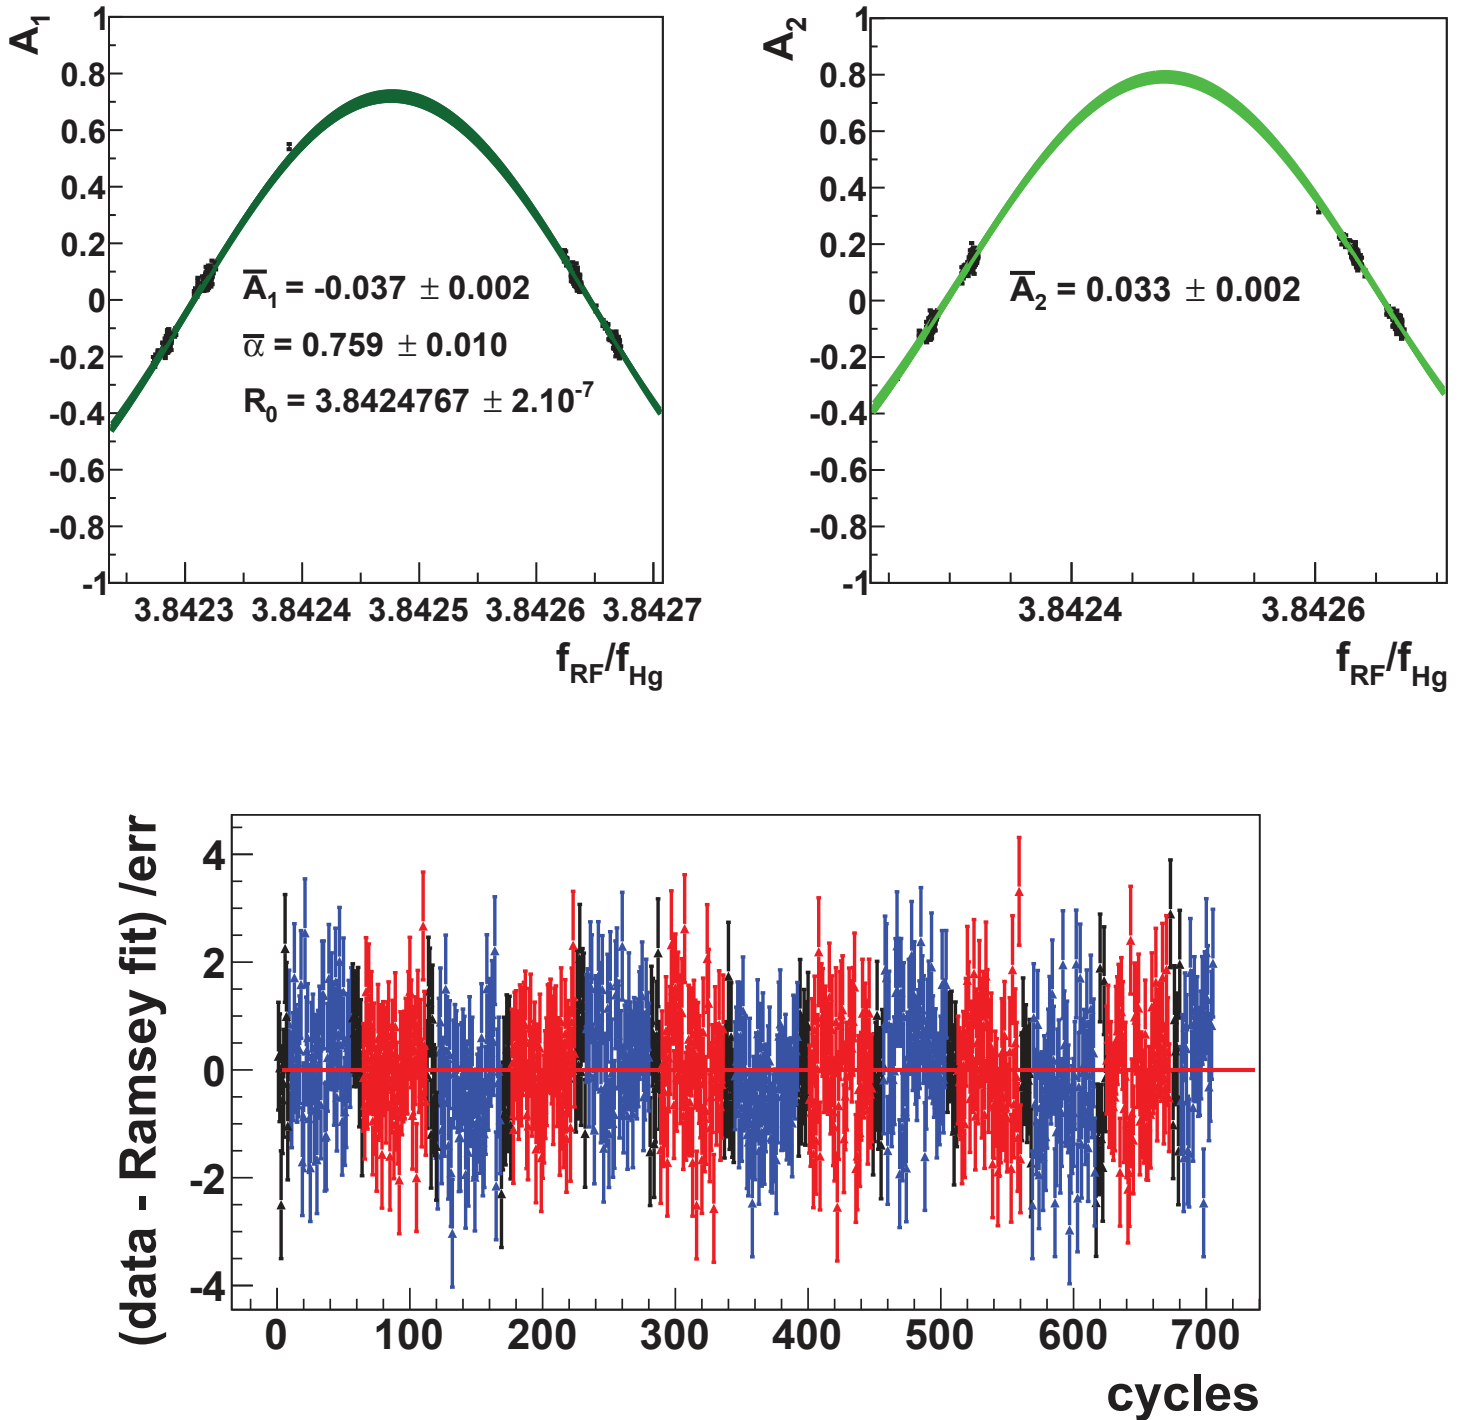 A1
1
0.8
0.6
0.4
0.2
0
-0.2
-0.4
-0.6
-0.8
-1
A̅1 = -0.037 ± 0.002
α̅ = 0.759 ± 0.010
R0 = 3.8424767 ± 2.10-7
3.8423 3.8424 3.8425 3.8426 3.8427
fRF/fHg
A2
1
0.8
0.6
0.4
0.2
0
-0.2
-0.4
-0.6
-0.8
-1
A̅2 = 0.033 ± 0.002
3.8424 3.8426
fRF/fHg
(data - Ramsey fit) /err
4
2
0
-2
-4
0 100 200 300 400 500 600 700
cycles